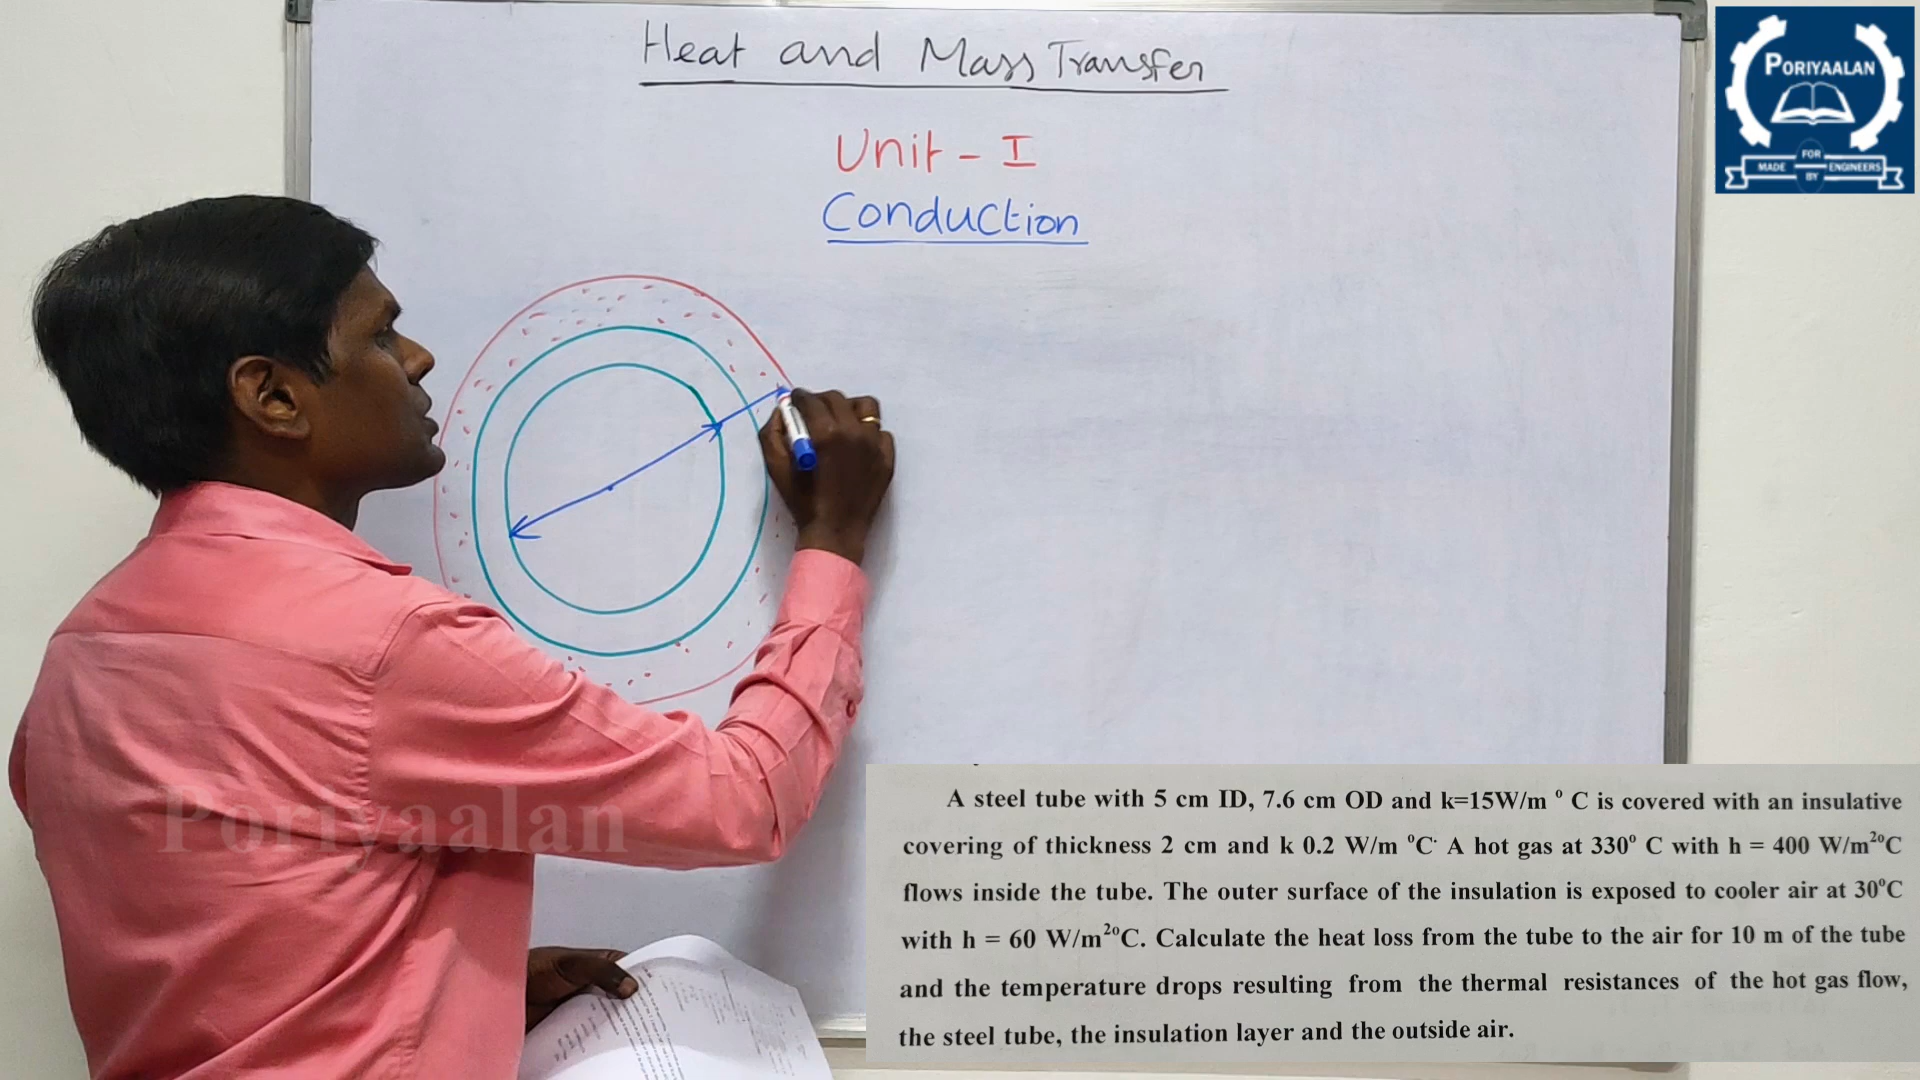 Heat and Mass Transfer
Unit - I
Conduction
PORIYAALAN
MADE FOR BY ENGINEERS
Poriyaalan
A steel tube with 5 cm ID, 7.6 cm OD and k=15W/m ° C is covered with an insulative
covering of thickness 2 cm and k 0.2 W/m °C. A hot gas at 330° C with h = 400 W/m²°C
flows inside the tube. The outer surface of the insulation is exposed to cooler air at 30°C
with h = 60 W/m²°C. Calculate the heat loss from the tube to the air for 10 m of the tube
and the temperature drops resulting from the thermal resistances of the hot gas flow,
the steel tube, the insulation layer and the outside air.